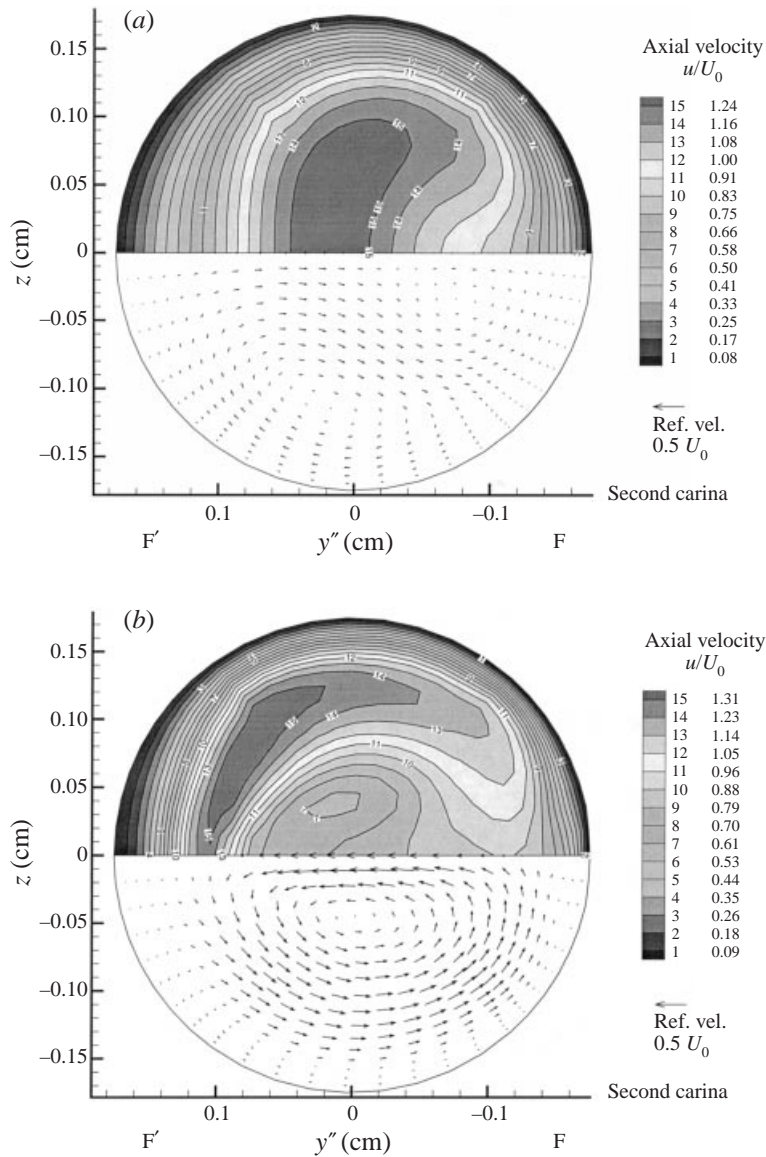 (a)
0.15
0.10
0.05
0
–0.05
–0.10
–0.15
z (cm)
0.1 0 –0.1
F′ y″ (cm) F
Second carina
Axial velocity
u/U0
15 1.24
14 1.16
13 1.08
12 1.00
11 0.91
10 0.83
9 0.75
8 0.66
7 0.58
6 0.50
5 0.41
4 0.33
3 0.25
2 0.17
1 0.08
Ref. vel.
0.5 U0
(b)
0.15
0.10
0.05
0
–0.05
–0.10
–0.15
z (cm)
0.1 0 –0.1
F′ y″ (cm) F
Second carina
Axial velocity
u/U0
15 1.31
14 1.23
13 1.14
12 1.05
11 0.96
10 0.88
9 0.79
8 0.70
7 0.61
6 0.53
5 0.44
4 0.35
3 0.26
2 0.18
1 0.09
Ref. vel.
0.5 U0